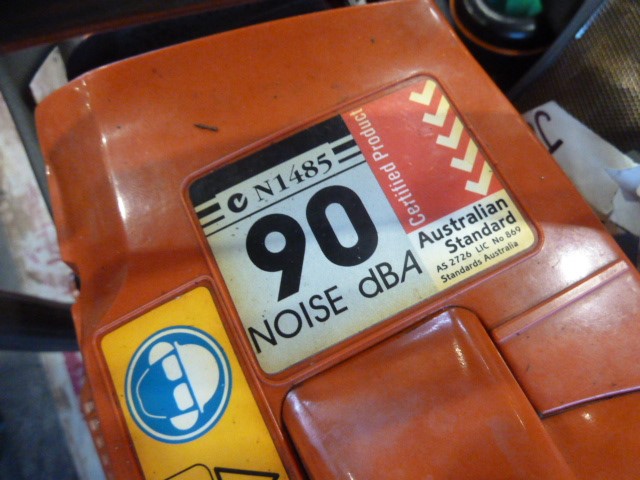 N1485
90
NOISE dBA
Certified Product
Australian
Standard
AS 2726 LIC No 869
Standards Australia